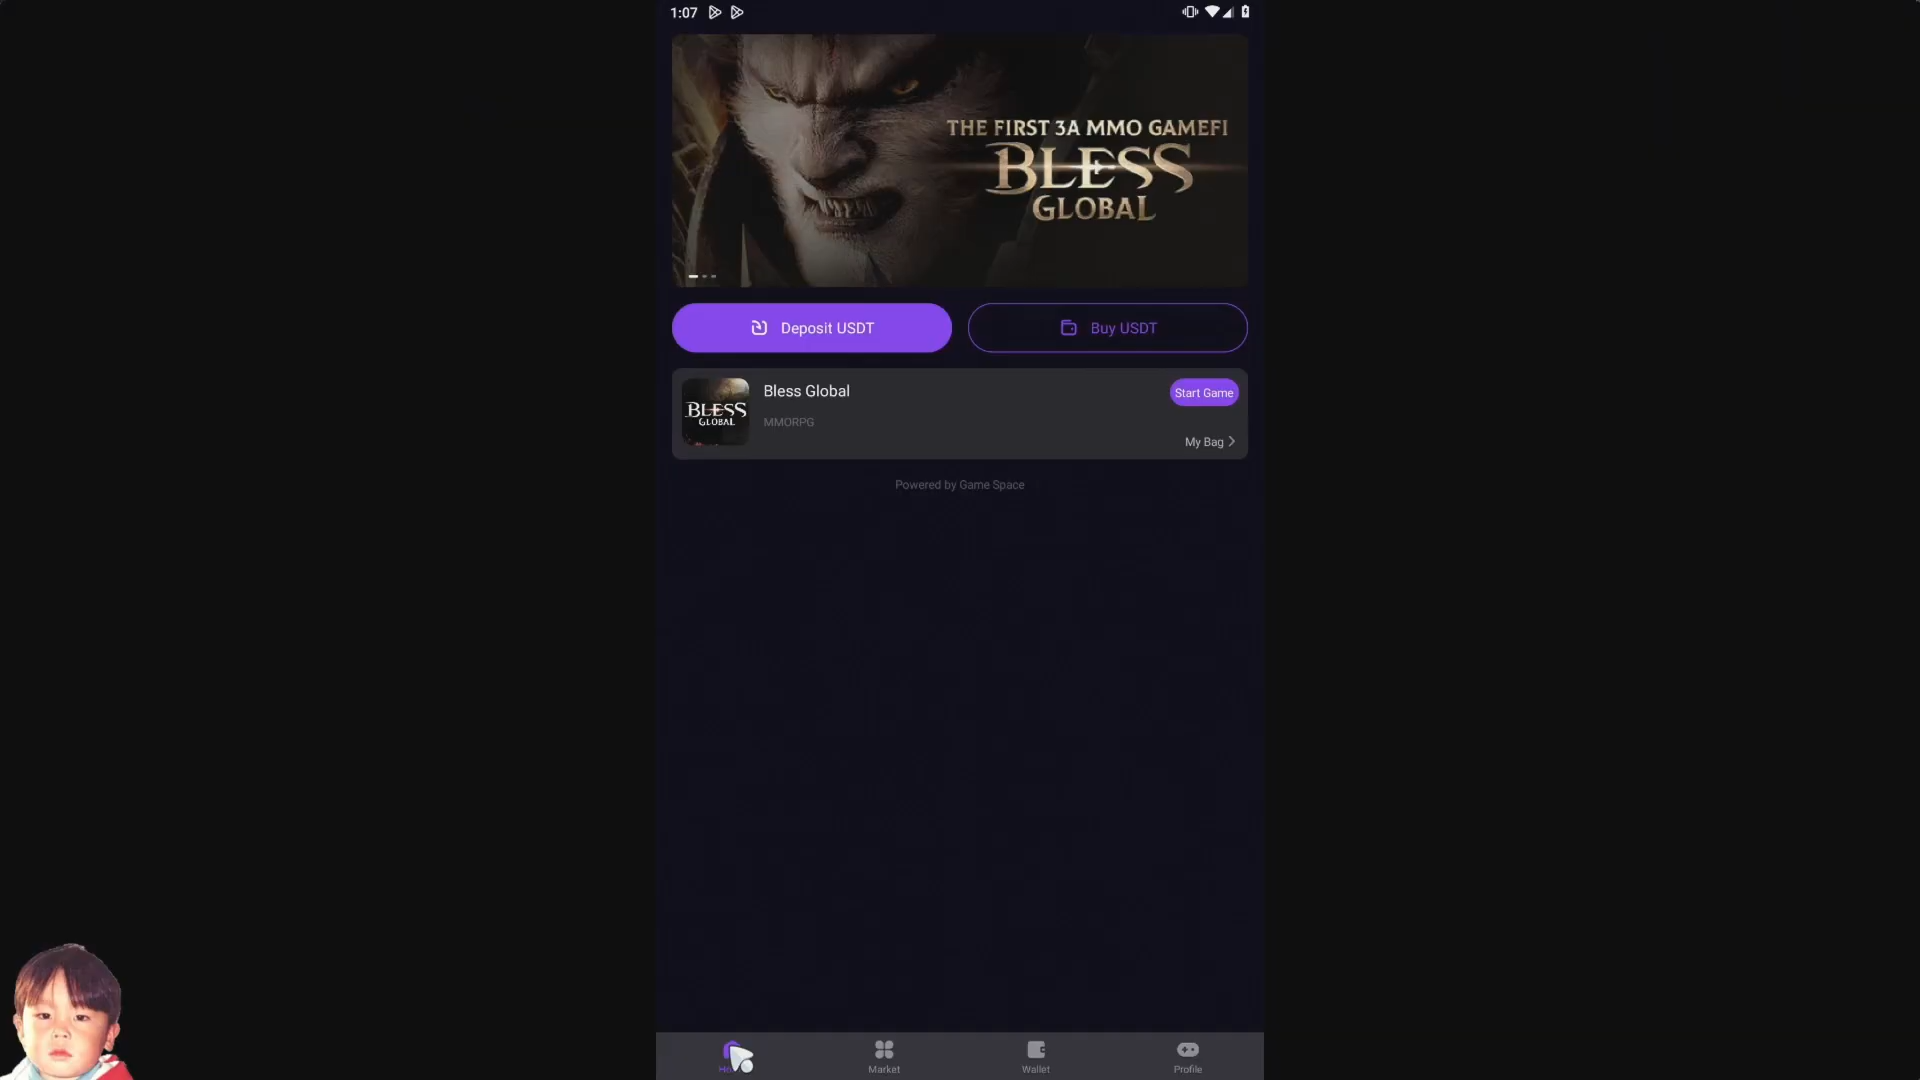 1:07
THE FIRST 3A MMO GAMEFI
BLESS
GLOBAL
Deposit USDT
Buy USDT
BLESS
GLOBAL
Bless Global
Start Game
MMORPG
My Bag
Powered by Game Space
Market
Wallet
Profile